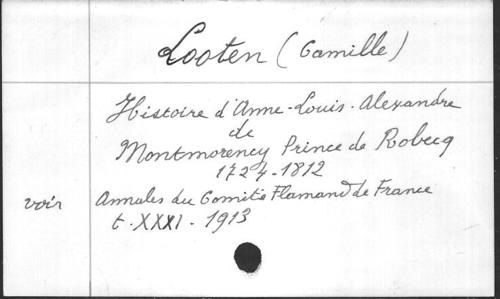 Looten (Camille)
Histoire d'Anne-Louis-Alexandre
de
Montmorency Prince de Robecq
1724-1812
voir Annales du Comité Flamand de France
t. XXXI - 1913